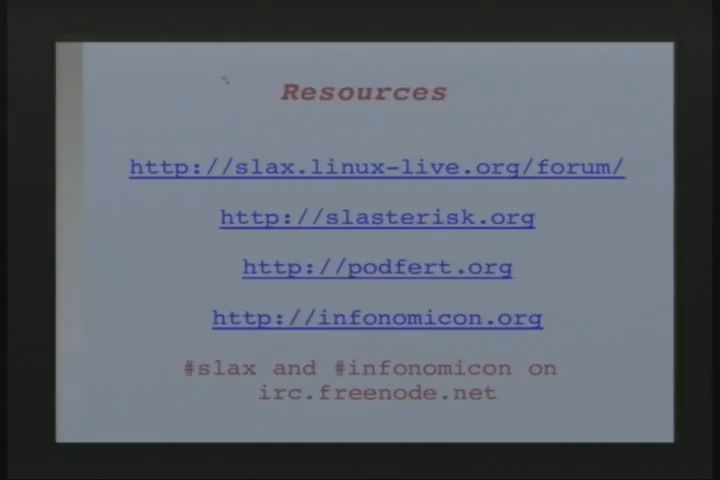 Resources
http://slax.linux-live.org/forum/
http://slasterisk.org
http://podfert.org
http://infonomicon.org
#slax and #infonomicon on
irc.freenode.net